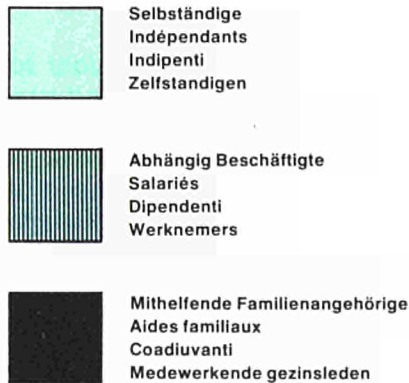 Selbständige
Indépendants
Indipenti
Zelfstandigen
Abhängig Beschäftigte
Salariés
Dipendenti
Werknemers
Mithelfende Familienangehörige
Aides familiaux
Coadiuvanti
Medewerkende gezinsleden